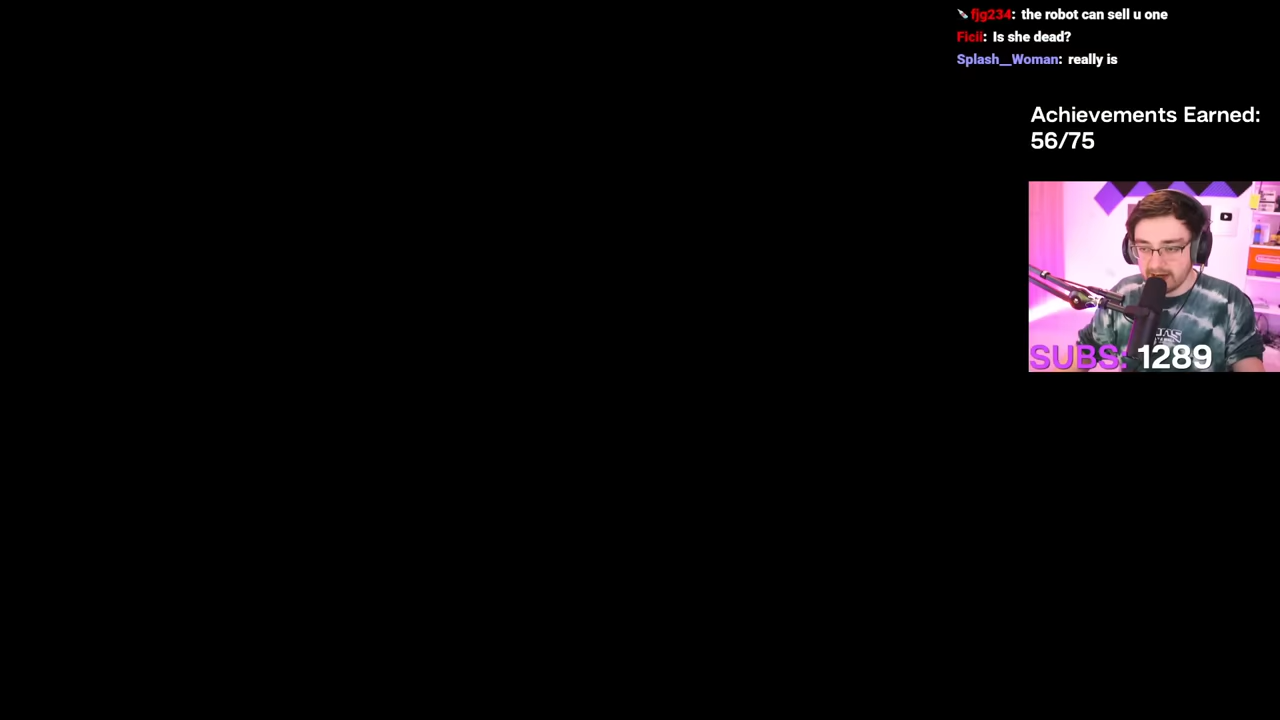 fjg234: the robot can sell u one
Ficil: Is she dead?
Splash__Woman: really is
Achievements Earned:
56/75
SUBS: 1289